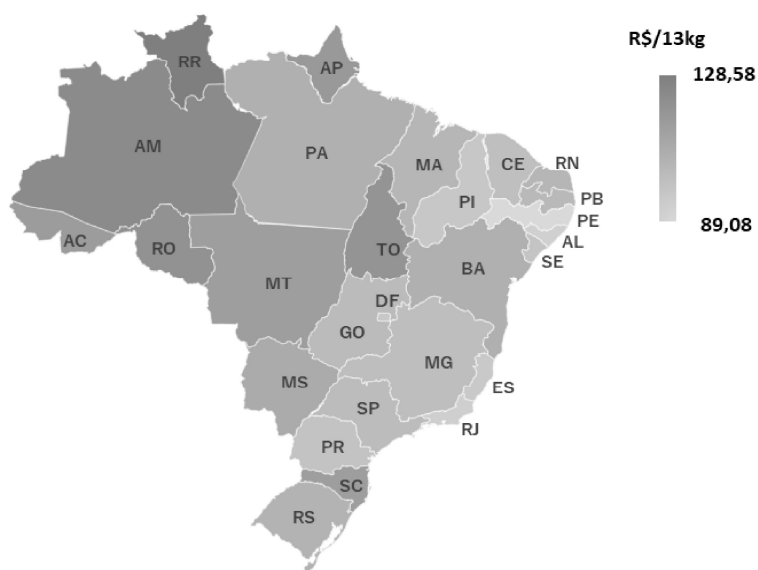 R$/13kg
128,58
89,08
RR
AP
AM
PA
MA
CE
RN
PI
PB
PE
AL
SE
AC
RO
TO
BA
MT
DF
GO
MG
MS
ES
SP
RJ
PR
SC
RS